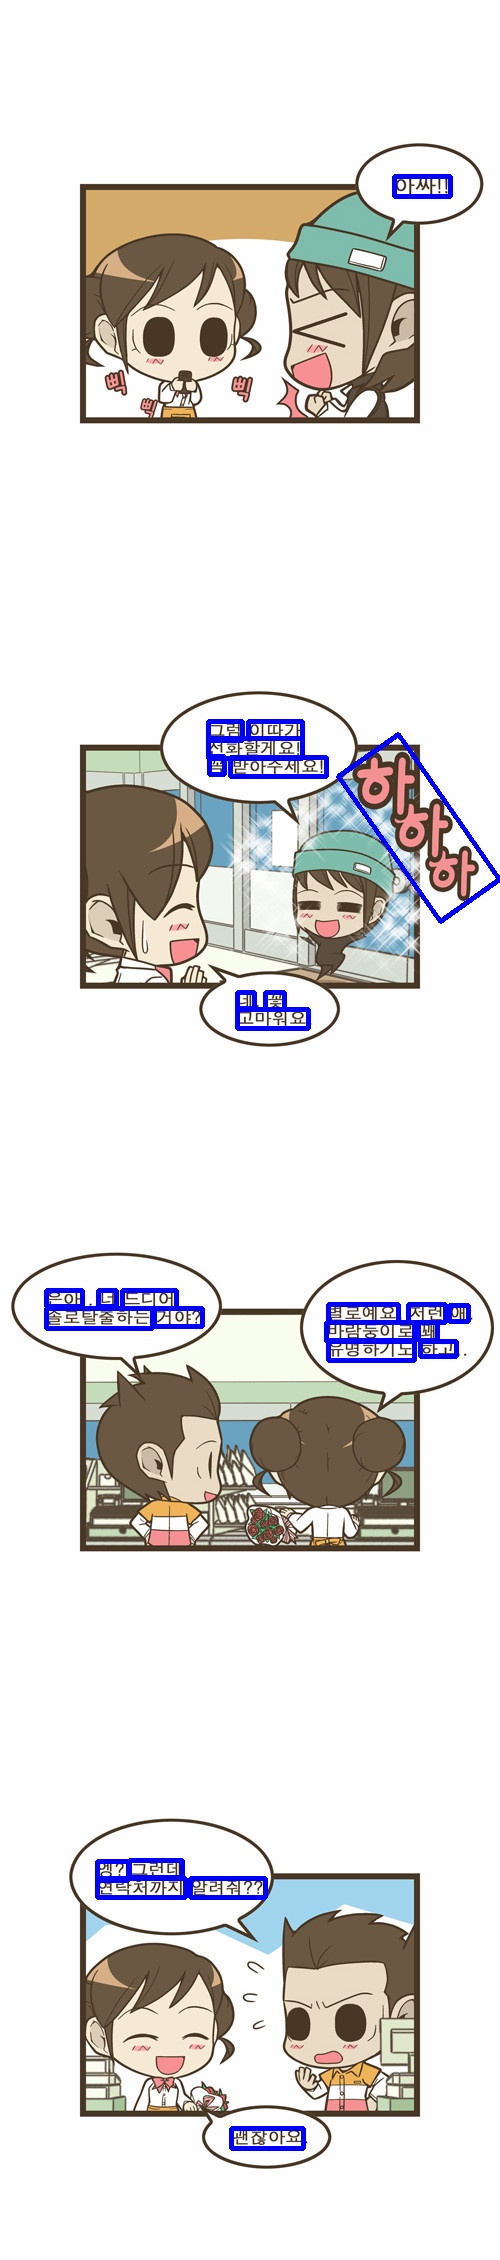 아싸!!
삑
삑
삑
그럼 이따가
전화할게요!
꼭 받아주세요!
하
하
하
네, 꽃
고마워요
은아, 너 드디어
솔로탈출하는 거야?
별로예요, 저런 애.
바람둥이로 꽤
유명하기도 하고.
엥? 그런데
연락처까지 알려줘??
괜찮아요.